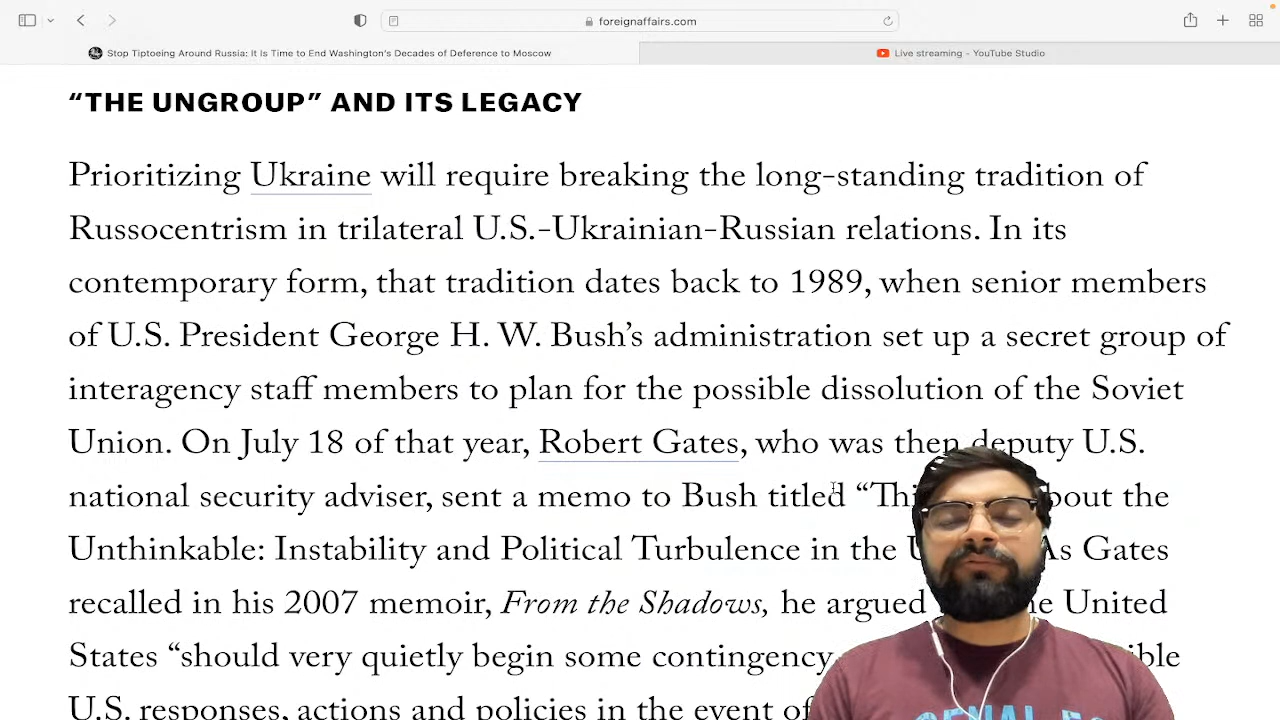 foreignaffairs.com
Stop Tiptoeing Around Russia: It Is Time to End Washington's Decades of Deference to Moscow
Live streaming - YouTube Studio
“THE UNGROUP” AND ITS LEGACY
Prioritizing Ukraine will require breaking the long-standing tradition of
Russocentrism in trilateral U.S.-Ukrainian-Russian relations. In its
contemporary form, that tradition dates back to 1989, when senior members
of U.S. President George H. W. Bush’s administration set up a secret group of
interagency staff members to plan for the possible dissolution of the Soviet
Union. On July 18 of that year, Robert Gates, who was then deputy U.S.
national security adviser, sent a memo to Bush titled the
Unthinkable: Instability and Political Turbulence in the As Gates
recalled in his 2007 memoir, From the Shadows, he argued United
States “should very quietly begin some contingency
U.S. responses, actions and policies in the event of